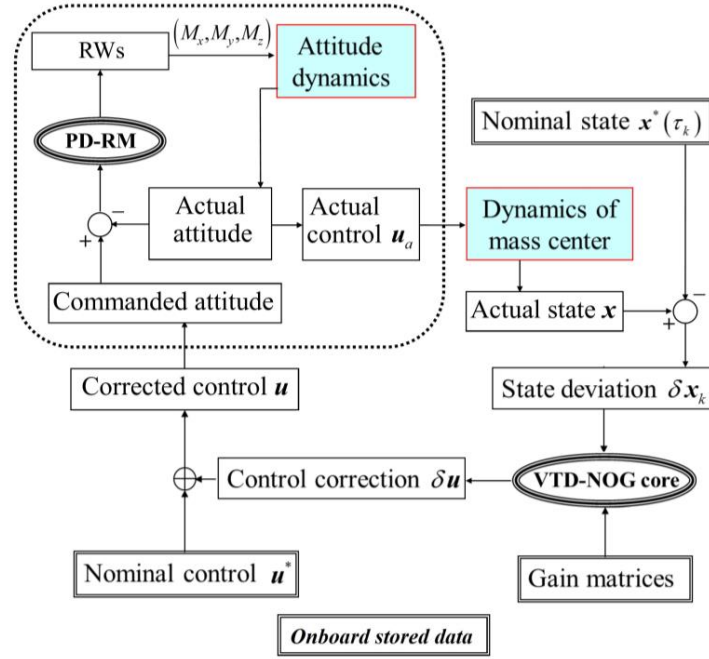 RWs
(M_x, M_y, M_z)
Attitude
dynamics
Nominal state x*(τ_k)
PD-RM
−
+
Actual
attitude
Actual
control u_a
Dynamics of
mass center
Commanded attitude
Actual state x
−
+
Corrected control u
State deviation δx_k
Control correction δu
VTD-NOG core
Nominal control u*
Gain matrices
Onboard stored data